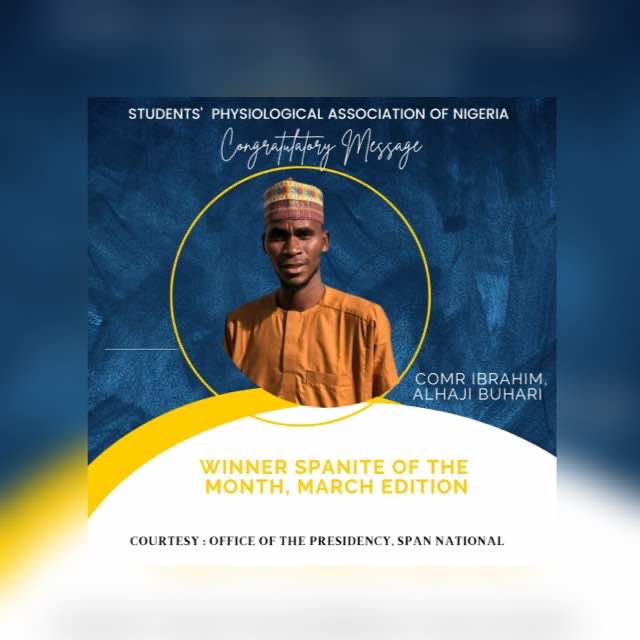 STUDENTS' PHYSIOLOGICAL ASSOCIATION OF NIGERIA
Congratulatory Message
COMR IBRAHIM,
ALHAJI BUHARI
WINNER SPANITE OF THE
MONTH, MARCH EDITION
COURTESY : OFFICE OF THE PRESIDENCY, SPAN NATIONAL